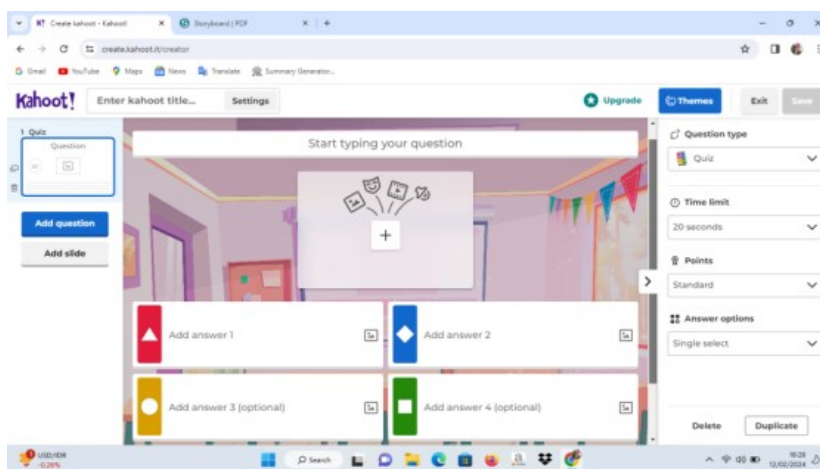 K! Create kahoot - Kahoot!
Storyboard | PDF
create.kahoot.it/creator
Gmail
YouTube
Maps
News
Translate
Summary Generator...
Kahoot!
Enter kahoot title...
Settings
Upgrade
Themes
Exit
Save
1 Quiz
Question
Add question
Add slide
Start typing your question
Add answer 1
Add answer 2
Add answer 3 (optional)
Add answer 4 (optional)
Question type
Quiz
Time limit
20 seconds
Points
Standard
Answer options
Single select
Delete
Duplicate
USD/IDR
-0.28%
Search
16:28
12/02/2024